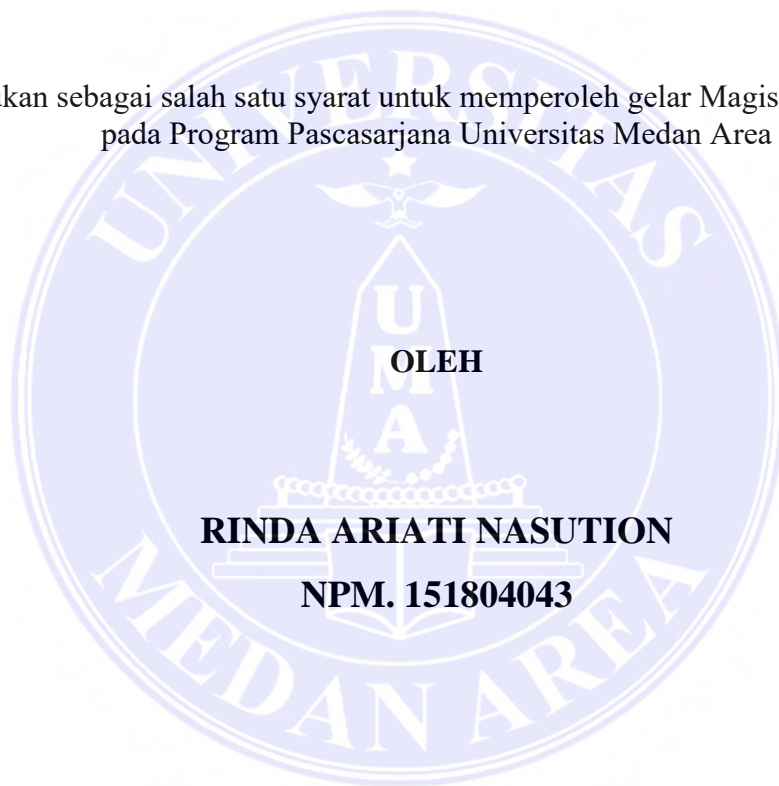 kan sebagai salah satu syarat untuk memperoleh gelar Magis
pada Program Pascasarjana Universitas Medan Area
UNIVERSITAS
UMA
OLEH
RINDA ARIATI NASUTION
NPM. 151804043
MEDAN AREA